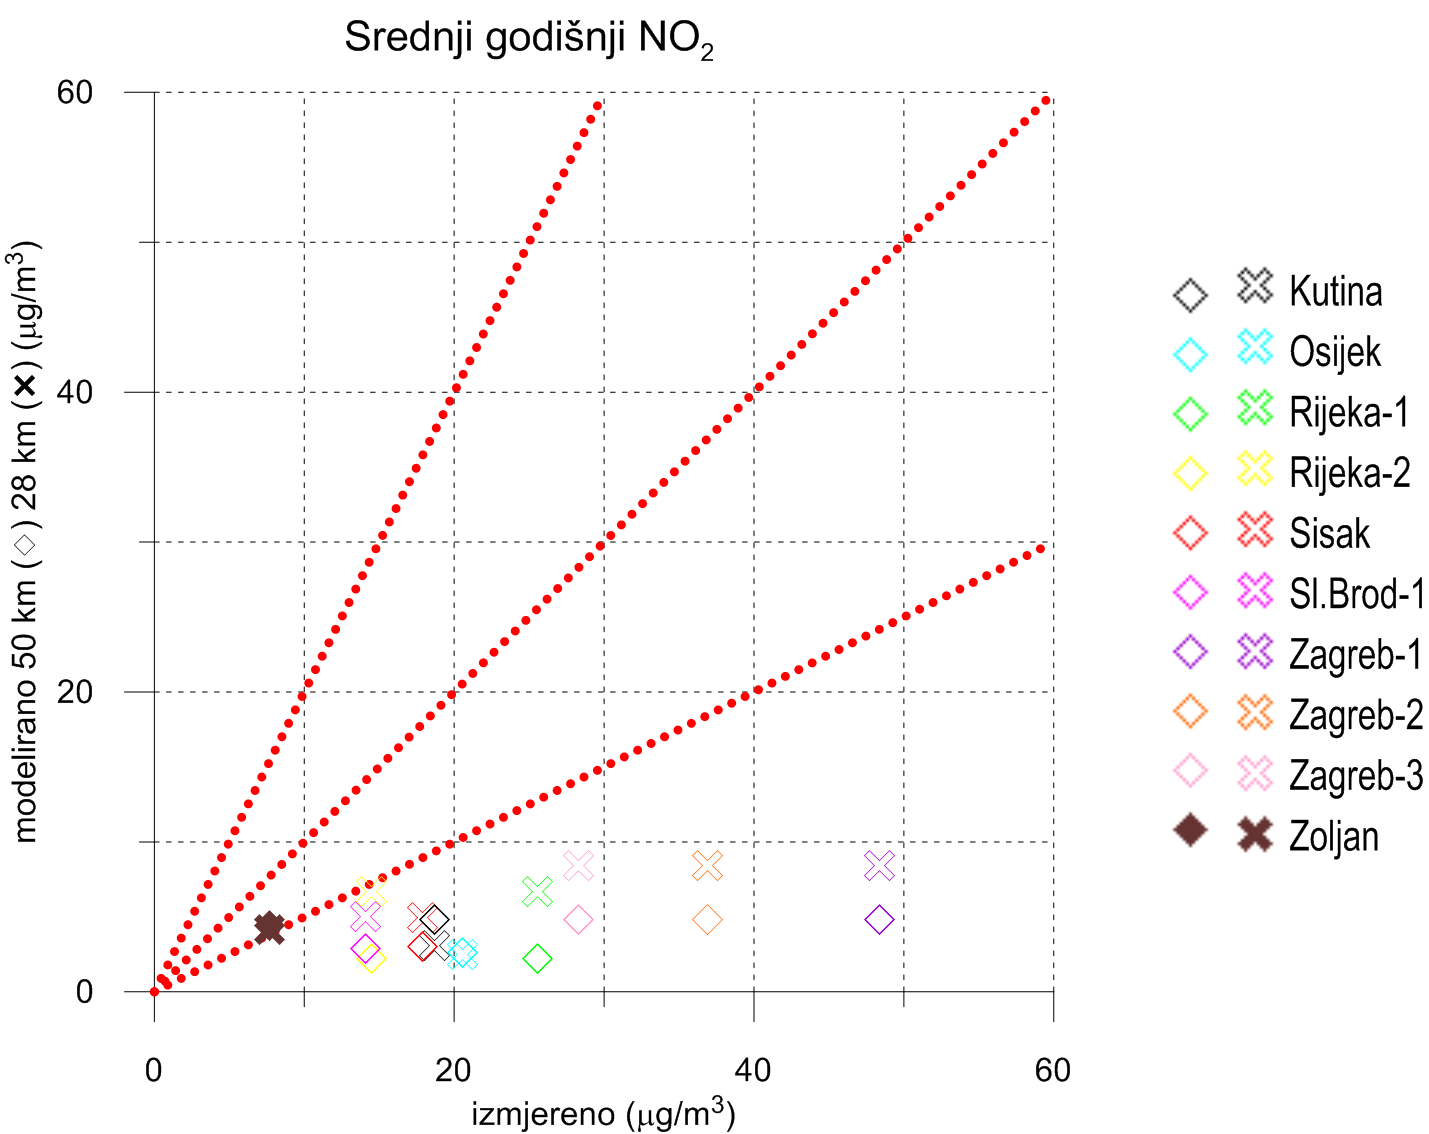 Srednji godišnji NO₂
60
40
20
0
modelirano 50 km (◇) 28 km (✖) (µg/m³)
0 20 40 60
izmjereno (µg/m³)
Kutina
Osijek
Rijeka-1
Rijeka-2
Sisak
Sl.Brod-1
Zagreb-1
Zagreb-2
Zagreb-3
Zoljan